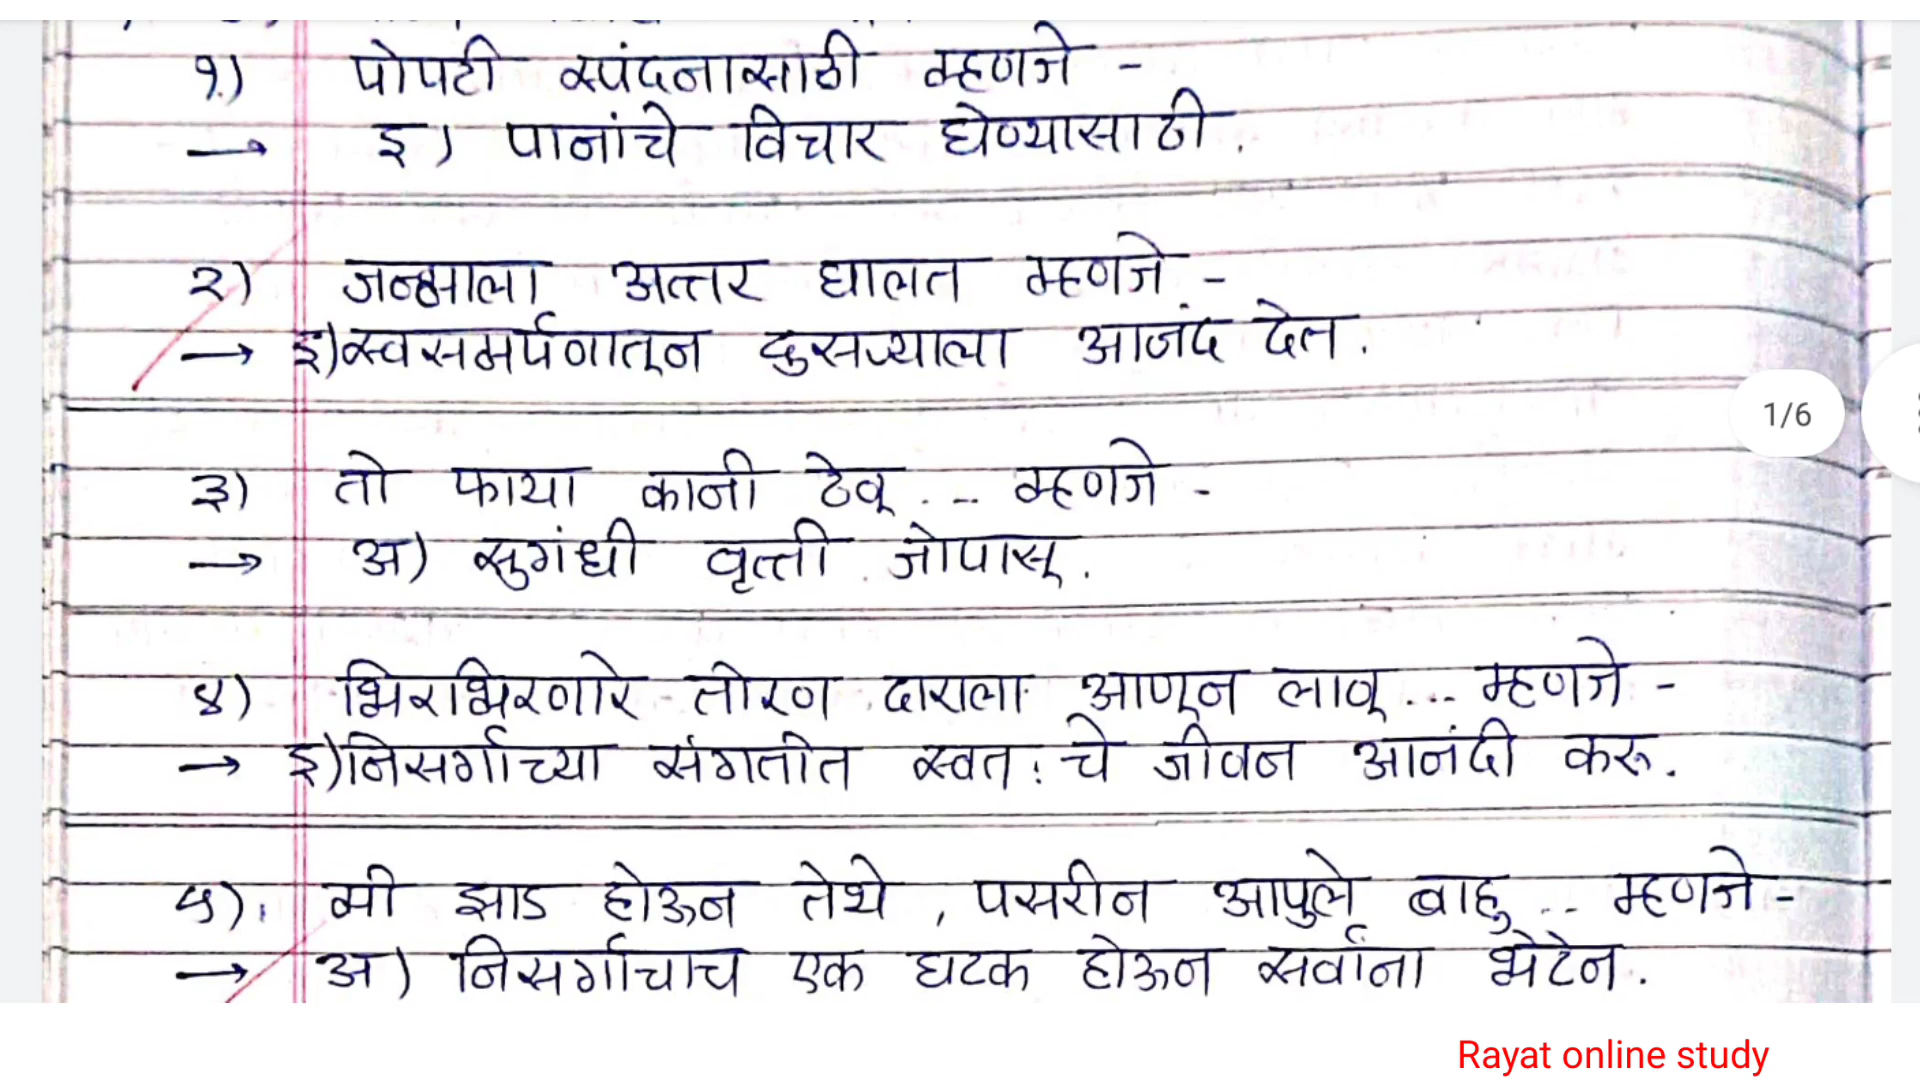 १) पोपटी स्पंदनासाठी म्हणजे -
→ इ) पानांचे विचार घेण्यासाठी.
२) जन्माला अत्तर घालत म्हणजे -
→ इ) स्वसमर्पणातून दुसऱ्याला आनंद देत.
1/6
३) तो फाया कानी ठेवू... म्हणजे -
→ अ) सुगंधी वृत्ती जोपासू.
४) भिरभिरणारे तोरण दाराला आणून लावू... म्हणजे -
→ इ) निसर्गाच्या संगतीत स्वतः चे जीवन आनंदी करू.
५) मी झाड होऊन तेथे, पसरीन आपुले बाहू... म्हणजे -
→ अ) निसर्गाचाच एक घटक होऊन सर्वांना भेटेन.
Rayat online study